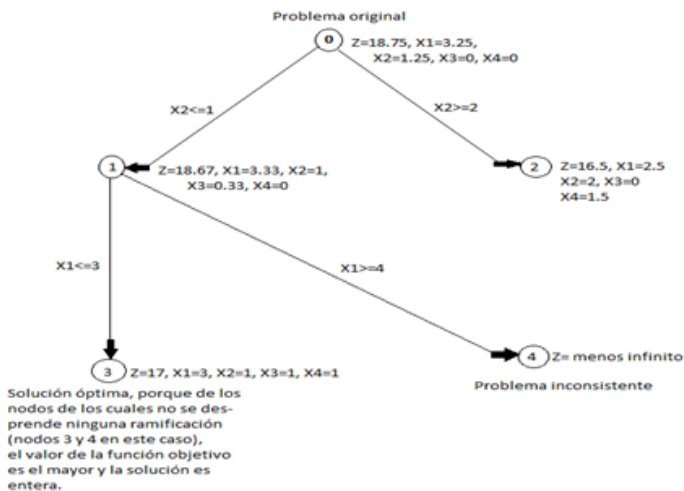 Problema original
0
Z=18.75, X1=3.25,
X2=1.25, X3=0, X4=0
X2<=1
X2>=2
1
Z=18.67, X1=3.33, X2=1,
X3=0.33, X4=0
2
Z=16.5, X1=2.5
X2=2, X3=0
X4=1.5
X1<=3
X1>=4
3
Z=17, X1=3, X2=1, X3=1, X4=1
4
Z= menos infinito
Problema inconsistente
Solución óptima, porque de los
nodos de los cuales no se des-
prende ninguna ramificación
(nodos 3 y 4 en este caso),
el valor de la función objetivo
es el mayor y la solución es
entera.